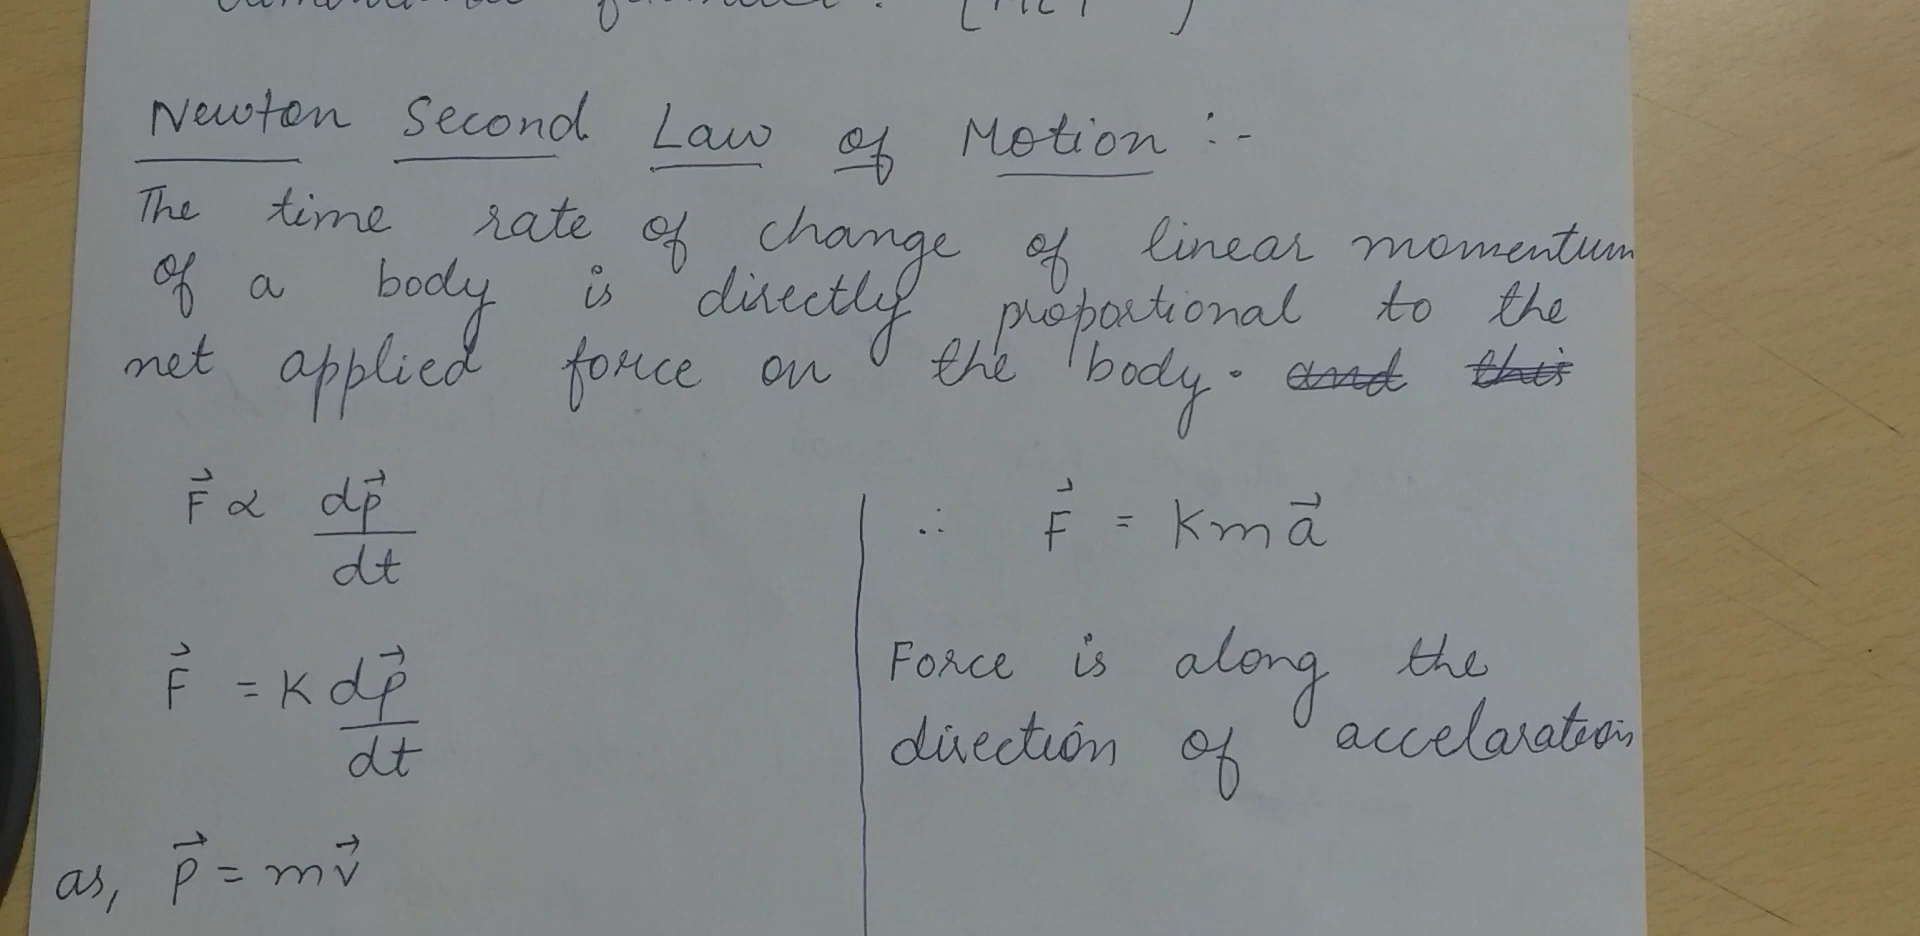 Newton Second Law of Motion :-
The time rate of change of linear momentum
of a body is directly proportional to the
net applied force on the body. ~~and~~ ~~this~~
F⃗ ∝ dp⃗/dt
F⃗ = K dp⃗/dt
as, p⃗ = mv⃗
∴ F⃗ = Kma⃗
Force is along the
direction of accelaration